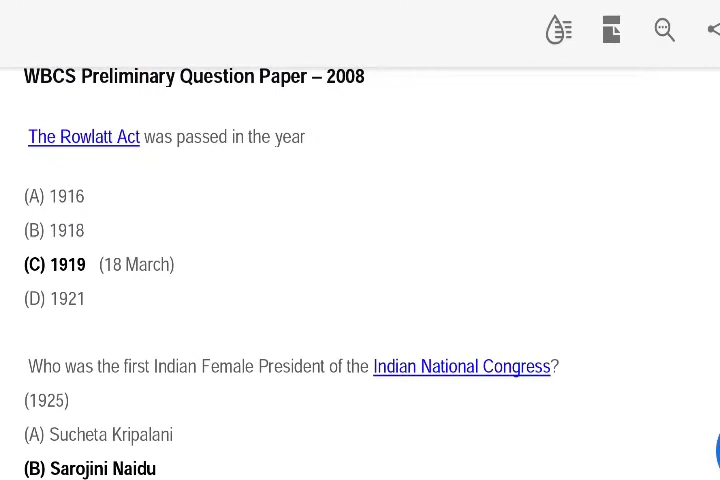 WBCS Preliminary Question Paper – 2008
The Rowlatt Act was passed in the year
(A) 1916
(B) 1918
(C) 1919 (18 March)
(D) 1921
Who was the first Indian Female President of the Indian National Congress?
(1925)
(A) Sucheta Kripalani
(B) Sarojini Naidu